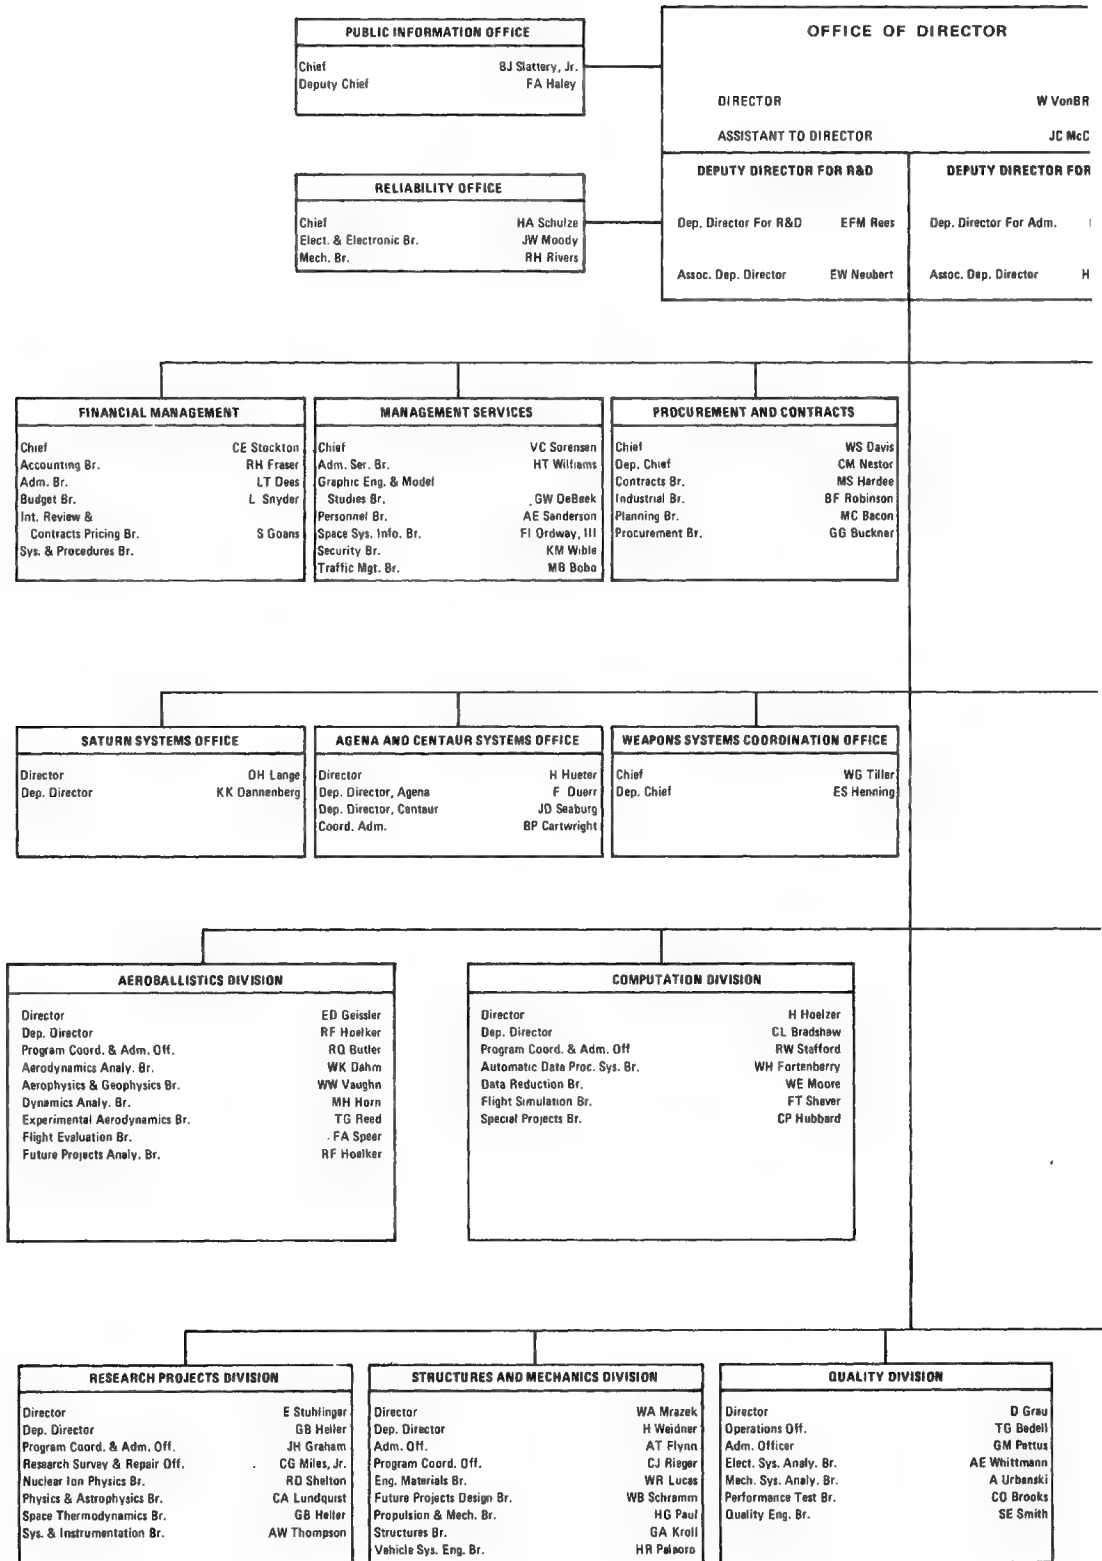 PUBLIC INFORMATION OFFICE
Chief BJ Slattery, Jr.
Deputy Chief FA Haley
OFFICE OF DIRECTOR
DIRECTOR W VonBR
ASSISTANT TO DIRECTOR JC McC
RELIABILITY OFFICE
Chief HA Schulze
Elect. & Electronic Br. JW Moody
Mech. Br. RH Rivers
DEPUTY DIRECTOR FOR R&D
Dep. Director For R&D EFM Rees
Assoc. Dep. Director EW Neubert
DEPUTY DIRECTOR FOR
Dep. Director For Adm.
Assoc. Dep. Director H
FINANCIAL MANAGEMENT
Chief CE Stockton
Accounting Br. RH Fraser
Adm. Br. LT Dees
Budget Br. L Snyder
Int. Review &
Contracts Pricing Br. S Goans
Sys. & Procedures Br.
MANAGEMENT SERVICES
Chief VC Sorensen
Adm. Ser. Br. HT Williams
Graphic Eng. & Model
Studies Br. GW DeBeek
Personnel Br. AE Sanderson
Space Sys. Info. Br. FI Ordway, III
Security Br. KM Wible
Traffic Mgt. Br. MB Bobo
PROCUREMENT AND CONTRACTS
Chief WS Davis
Dep. Chief CM Nestor
Contracts Br. MS Hardee
Industrial Br. BF Robinson
Planning Br. MC Bacon
Procurement Br. GG Buckner
SATURN SYSTEMS OFFICE
Director OH Lange
Dep. Director KK Dannenberg
AGENA AND CENTAUR SYSTEMS OFFICE
Director H Hueter
Dep. Director, Agena F Duerr
Dep. Director, Centaur JD Seaburg
Coord. Adm. BP Cartwright
WEAPONS SYSTEMS COORDINATION OFFICE
Chief WG Tiller
Dep. Chief ES Henning
AEROBALLISTICS DIVISION
Director ED Geissler
Dep. Director RF Hoelker
Program Coord. & Adm. Off. RQ Butler
Aerodynamics Analy. Br. WK Dahm
Aerophysics & Geophysics Br. WW Vaughn
Dynamics Analy. Br. MH Horn
Experimental Aerodynamics Br. TG Reed
Flight Evaluation Br. FA Speer
Future Projects Analy. Br. RF Hoelker
COMPUTATION DIVISION
Director H Hoelzer
Dep. Director CL Bradshaw
Program Coord. & Adm. Off RW Stafford
Automatic Data Proc. Sys. Br. WH Fortenberry
Data Reduction Br. WE Moore
Flight Simulation Br. FT Shaver
Special Projects Br. CP Hubbard
RESEARCH PROJECTS DIVISION
Director E Stuhlinger
Dep. Director GB Heller
Program Coord. & Adm. Off. JH Graham
Research Survey & Repair Off. CG Miles, Jr.
Nuclear Ion Physics Br. RD Shelton
Physics & Astrophysics Br. CA Lundquist
Space Thermodynamics Br. GB Heller
Sys. & Instrumentation Br. AW Thompson
STRUCTURES AND MECHANICS DIVISION
Director WA Mrazek
Dep. Director H Weidner
Adm. Off. AT Flynn
Program Coord. Off. CJ Rieger
Eng. Materials Br. WR Lucas
Future Projects Design Br. WB Schramm
Propulsion & Mech. Br. HG Paul
Structures Br. GA Kroll
Vehicle Sys. Eng. Br. HR Palaoro
QUALITY DIVISION
Director D Grau
Operations Off. TG Bedell
Adm. Officer GM Pattus
Elect. Sys. Analy. Br. AE Whittmann
Mech. Sys. Analy. Br. A Urbanski
Performance Test Br. CO Brooks
Quality Eng. Br. SE Smith